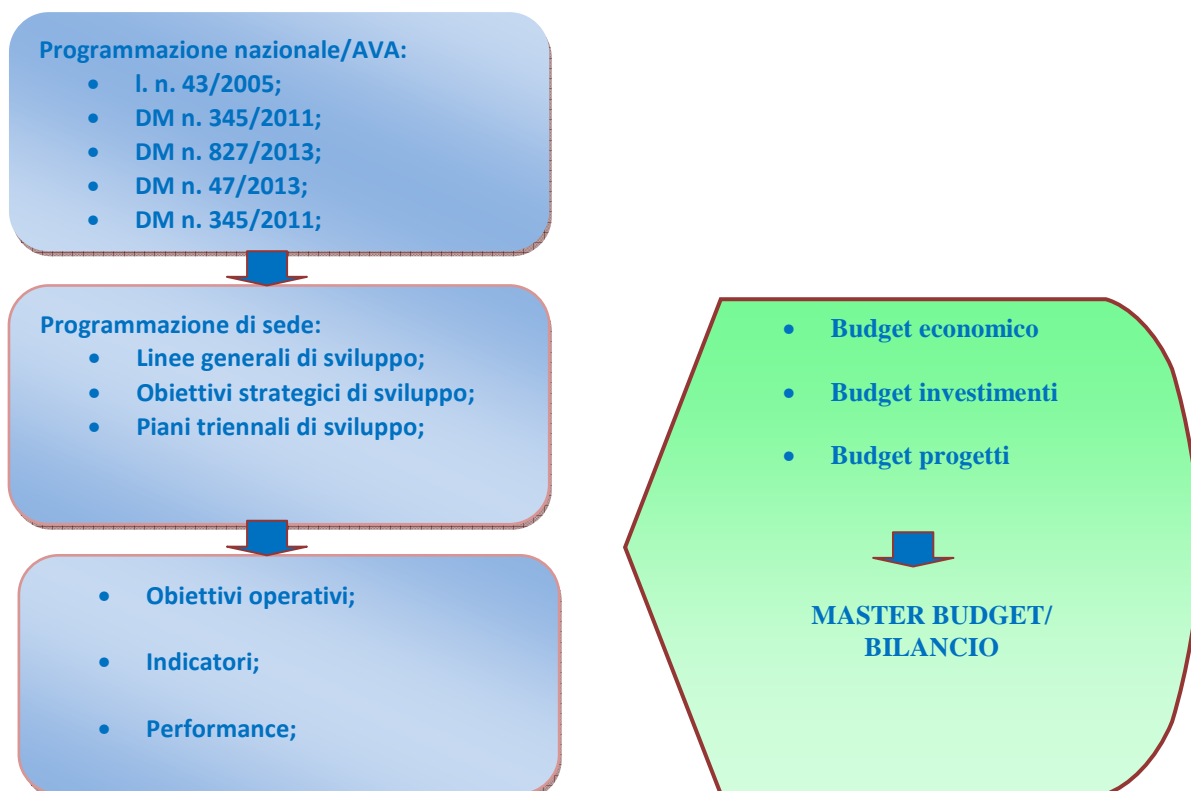 Programmazione nazionale/AVA:
• l. n. 43/2005;
• DM n. 345/2011;
• DM n. 827/2013;
• DM n. 47/2013;
• DM n. 345/2011;
Programmazione di sede:
• Linee generali di sviluppo;
• Obiettivi strategici di sviluppo;
• Piani triennali di sviluppo;
• Obiettivi operativi;
• Indicatori;
• Performance;
• Budget economico
• Budget investimenti
• Budget progetti
MASTER BUDGET/
BILANCIO